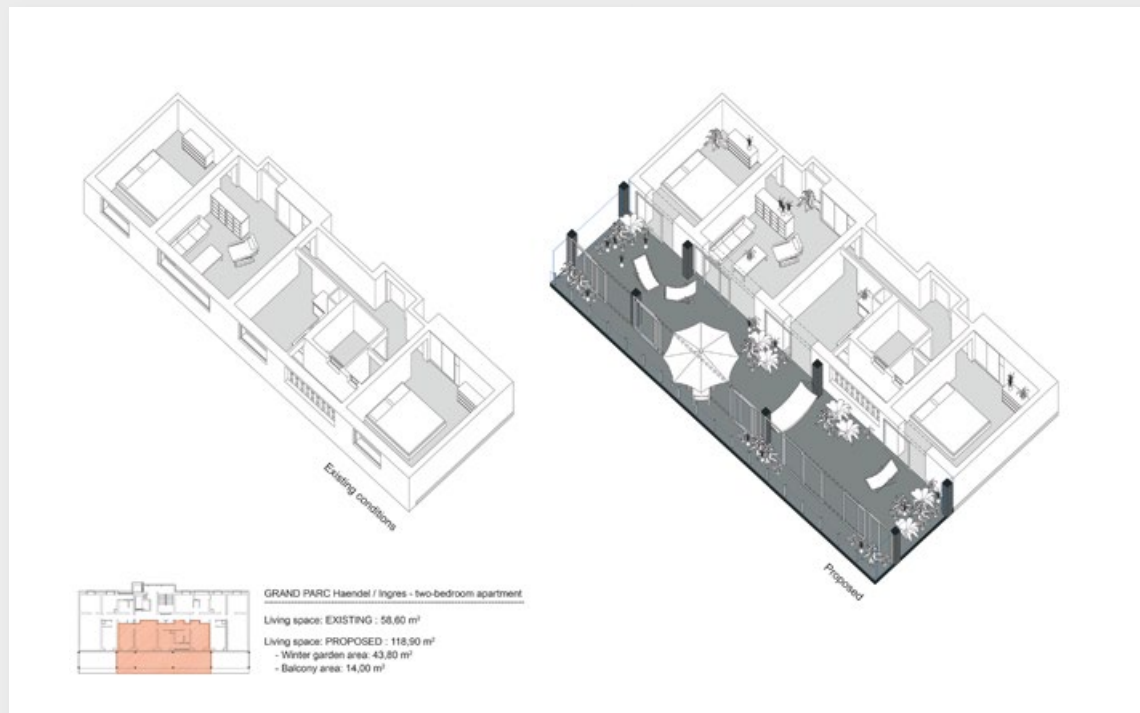 Existing conditions
Proposed
GRAND PARC Haendel / Ingres - two-bedroom apartment
Living space: EXISTING : 58,60 m²
Living space: PROPOSED : 118,90 m²
- Winter garden area: 43,80 m²
- Balcony area: 14,00 m²